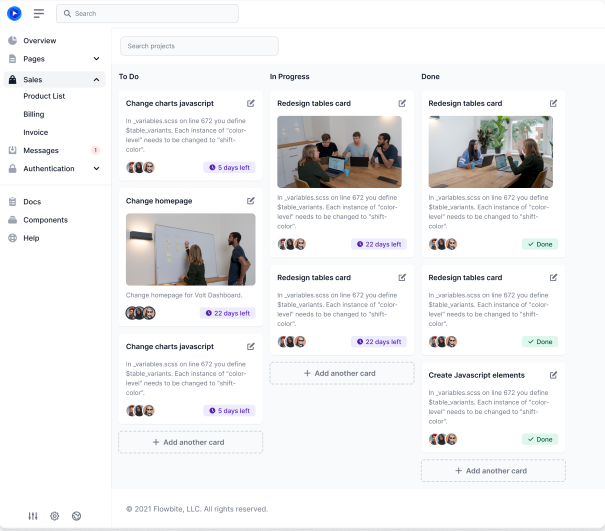 Search
Overview
Pages
Sales
Product List
Billing
Invoice
Messages 1
Authentication
Docs
Components
Help
Search projects
To Do
Change charts javascript
In _variables.scss on line 672 you define
$table_variants. Each instance of "color-
level" needs to be changed to "shift-
color".
5 days left
Change homepage
Change homepage for Volt Dashboard.
22 days left
Change charts javascript
In _variables.scss on line 672 you define
$table_variants. Each instance of "color-
level" needs to be changed to "shift-
color".
5 days left
+ Add another card
In Progress
Redesign tables card
In _variables.scss on line 672 you define
$table_variants. Each instance of "color-
level" needs to be changed to "shift-
color".
22 days left
Redesign tables card
In _variables.scss on line 672 you define
$table_variants. Each instance of "color-
level" needs to be changed to "shift-
color".
22 days left
+ Add another card
Done
Redesign tables card
In _variables.scss on line 672 you define
$table_variants. Each instance of "color-
level" needs to be changed to "shift-
color".
Done
Redesign tables card
In _variables.scss on line 672 you define
$table_variants. Each instance of "color-
level" needs to be changed to "shift-
color".
Done
Create Javascript elements
In _variables.scss on line 672 you define
$table_variants. Each instance of "color-
level" needs to be changed to "shift-
color".
Done
+ Add another card
© 2021 Flowbite, LLC. All rights reserved.